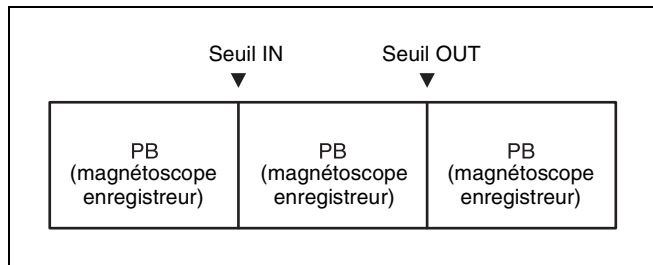 Seuil IN Seuil OUT
PB PB PB
(magnétoscope (magnétoscope (magnétoscope
enregistreur) enregistreur) enregistreur)